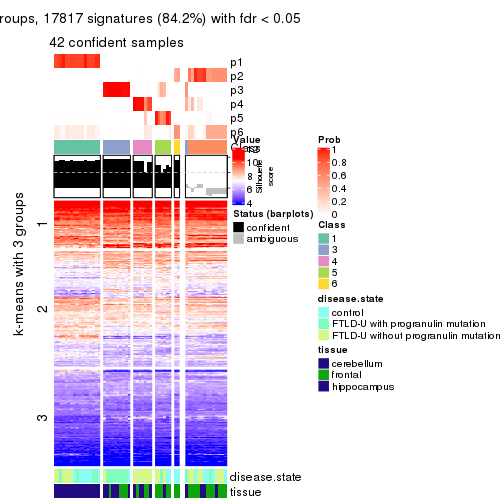 roups, 17817 signatures (84.2%) with fdr < 0.05
42 confident samples
p1
p2
p3
p4
p5
p6
Class
k-means with 3 groups
1
2
3
disease.state
tissue
Value
10
8
6
4
Silhouette
score
Status (barplots)
confident
ambiguous
Prob
1
0.8
0.6
0.4
0.2
0
Class
1
3
4
5
6
disease.state
control
FTLD-U with progranulin mutation
FTLD-U without progranulin mutation
tissue
cerebellum
frontal
hippocampus